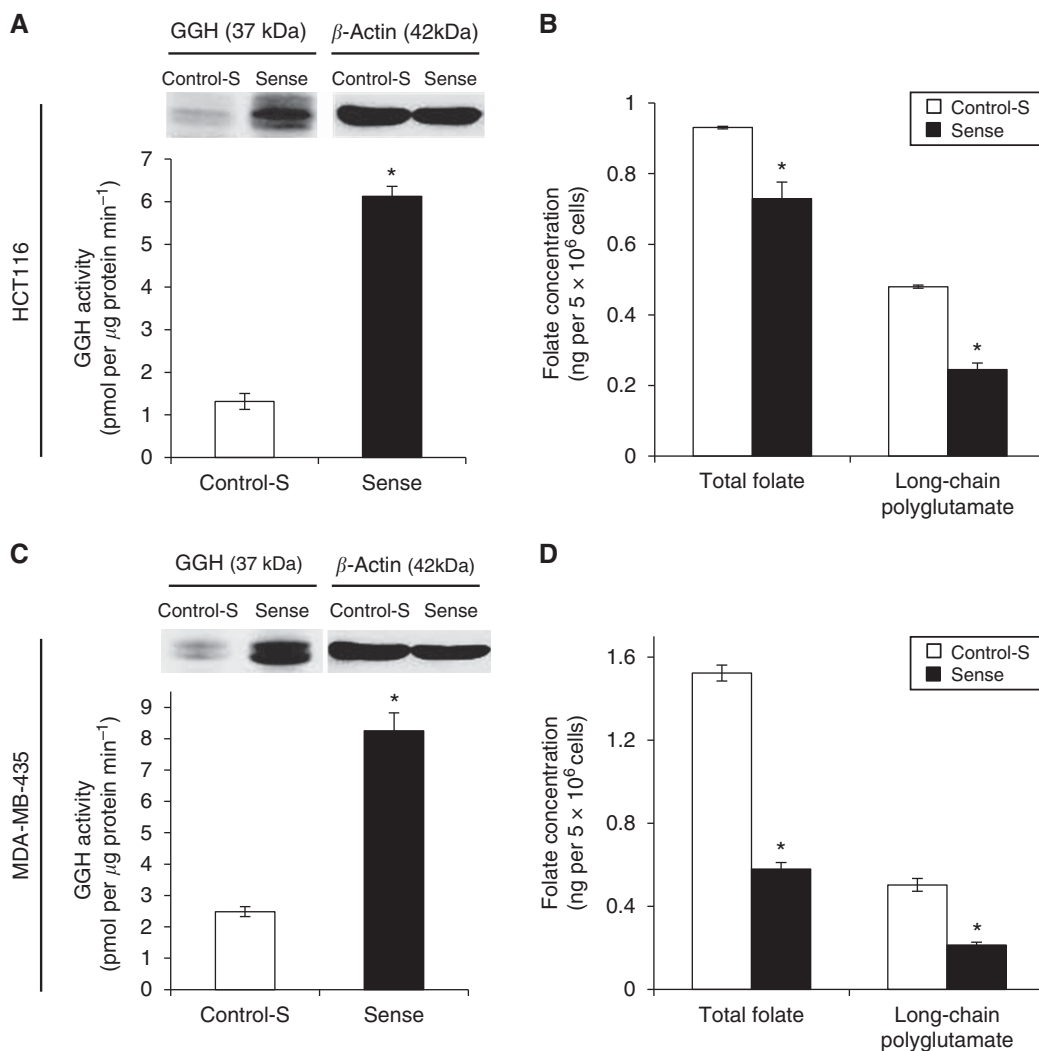 A
GGH (37 kDa)
β-Actin (42kDa)
Control-S Sense Control-S Sense
HCT116
GGH activity
(pmol per μg protein min⁻¹)
7
6
5
4
3
2
1
0
*
Control-S Sense
B
Folate concentration
(ng per 5 × 10⁶ cells)
1
0.8
0.6
0.4
0.2
0
Control-S
Sense
*
*
Total folate
Long-chain
polyglutamate
C
GGH (37 kDa)
β-Actin (42kDa)
Control-S Sense Control-S Sense
MDA-MB-435
GGH activity
(pmol per μg protein min⁻¹)
9
8
7
6
5
4
3
2
1
0
*
Control-S Sense
D
Folate concentration
(ng per 5 × 10⁶ cells)
1.6
1.2
0.8
0.4
0
Control-S
Sense
*
*
Total folate
Long-chain
polyglutamate